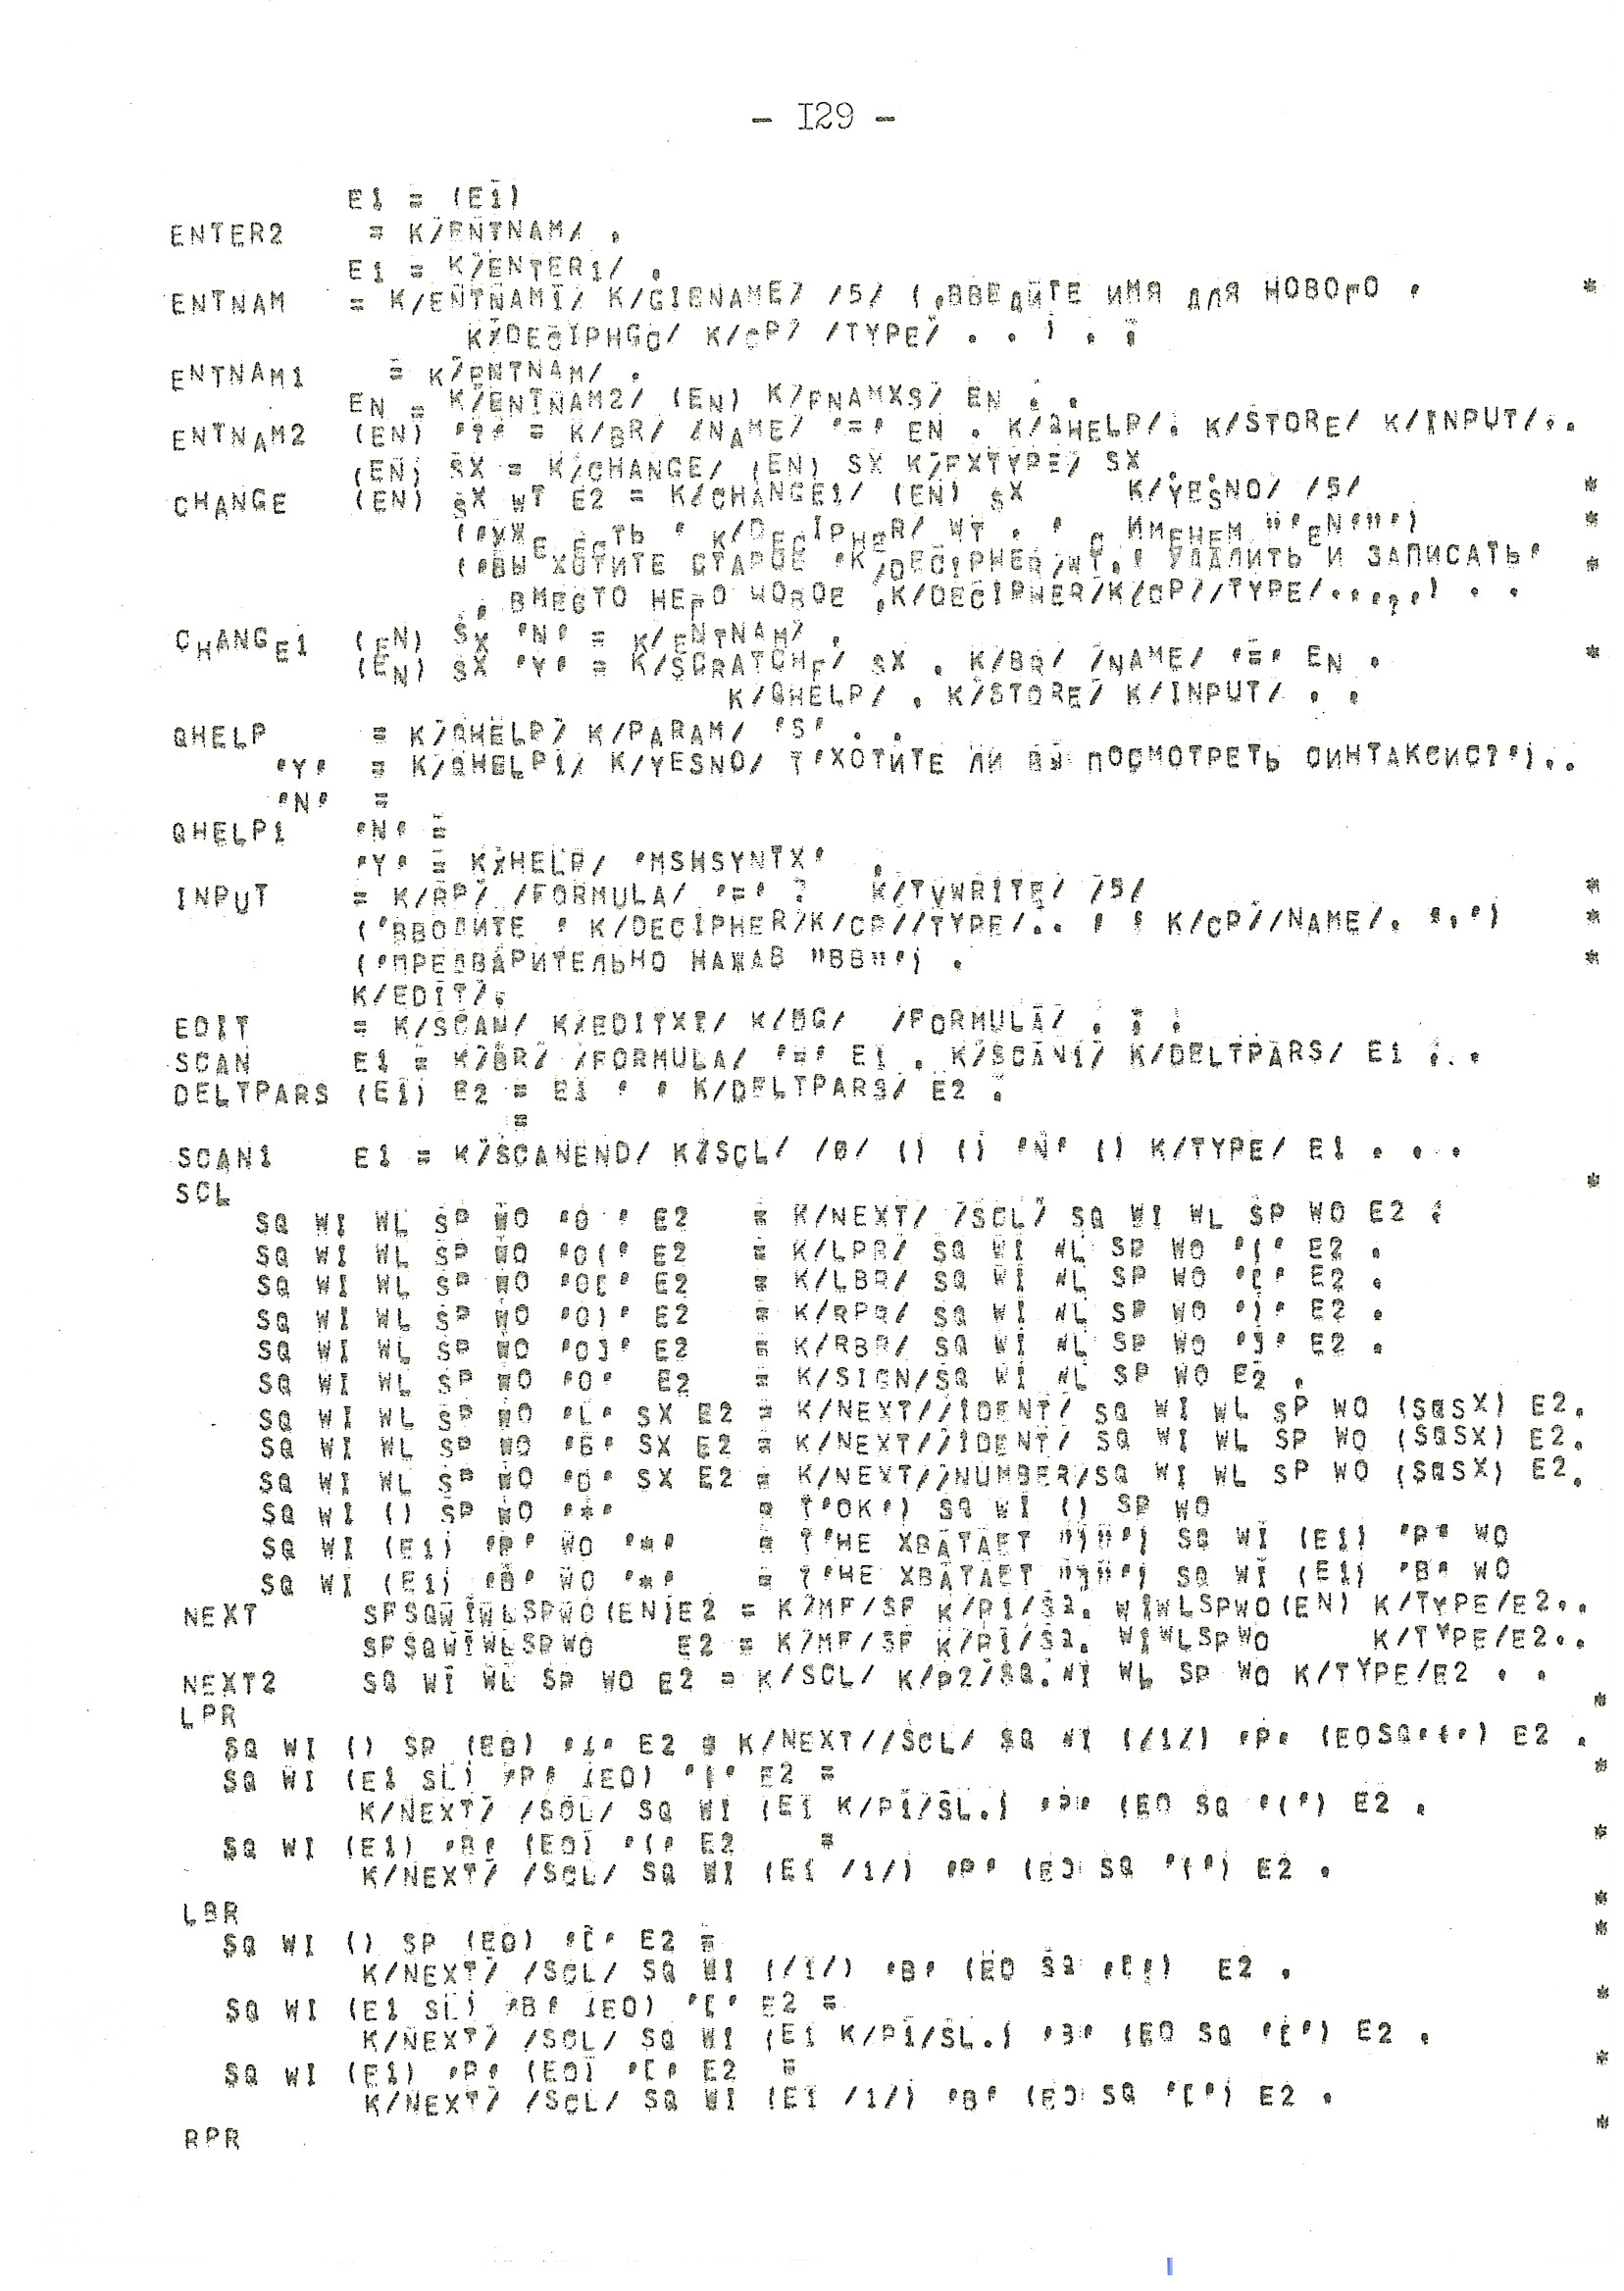 - I29 -
E1 = (E1)
ENTER2 = K/ENTNAM/ .
E1 = K/ENTER1/ .
ENTNAM = K/ENTNAM1/ K/GIBNAME/ /5/ ('ВВЕДИТЕ ИМЯ ДЛЯ НОВОГО ' *
K/DECIPHGO/ K/CP/ /TYPE/ . . ) . .
ENTNAM1 = K/ENTNAM/ .
EN = K/ENTNAM2/ (EN) K/FNAMXS/ EN . .
ENTNAM2 (EN) '?' = K/BR/ /NAME/ '=' EN . K/QHELP/. K/STORE/ K/INPUT/..
(EN) SX = K/CHANGE/ (EN) SX K/FXTYPE/ SX . .
CHANGE (EN) SX WT E2 = K/CHANGE1/ (EN) SX K/YESNO/ /5/ *
('УЖЕ ЕСТЬ ' K/DECIPHER/ WT . ' С ИМЕНЕМ "'EN'"') *
('ВЫ ХОТИТЕ СТАРОЕ 'K/DECIPHER/WT.' УДАЛИТЬ И ЗАПИСАТЬ' *
' ВМЕСТО НЕГО НОВОЕ 'K/DECIPHER/K/CP//TYPE/..'?') . .
CHANGE1 (EN) SX 'N' = K/ENTNAM/ .
(EN) SX 'Y' = K/SCRATCHF/ SX . K/BR/ /NAME/ '=' EN . *
K/QHELP/ . K/STORE/ K/INPUT/ . .
QHELP = K/QHELP/ K/PARAM/ 'S' . .
'Y' = K/QHELP1/ K/YESNO/ ('ХОТИТЕ ЛИ ВЫ ПОСМОТРЕТЬ СИНТАКСИС?')..
'N' =
QHELP1 'N' =
'Y' = K/HELP/ 'MSHSYNTX' .
INPUT = K/RP/ /FORMULA/ '=' . K/TVWRITE/ /5/ *
('ВВОДИТЕ ' K/DECIPHER/K/CP//TYPE/.. ' ' K/CP//NAME/. ',') *
('ПРЕДВАРИТЕЛЬНО НАЖАВ "ВВ"') . *
K/EDIT/.
EDIT = K/SCAN/ K/EDITXT/ K/DG/ /FORMULA/ . . .
SCAN E1 = K/BR/ /FORMULA/ '=' E1 . K/SCAN1/ K/DELTPARS/ E1 . .
DELTPARS (E1) E2 = E1 ' ' K/DELTPARS/ E2 .
=
SCAN1 E1 = K/SCANEND/ K/SCL/ /0/ () () 'N' () K/TYPE/ E1 . . .
SCL *
SQ WI WL SP WO 'O ' E2 = K/NEXT/ /SCL/ SQ WI WL SP WO E2 .
SQ WI WL SP WO 'O(' E2 = K/LPR/ SQ WI WL SP WO '(' E2 .
SQ WI WL SP WO 'O[' E2 = K/LBR/ SQ WI WL SP WO '[' E2 .
SQ WI WL SP WO 'O)' E2 = K/RPR/ SQ WI WL SP WO ')' E2 .
SQ WI WL SP WO 'O]' E2 = K/RBR/ SQ WI WL SP WO ']' E2 .
SQ WI WL SP WO 'O' E2 = K/SIGN/SQ WI WL SP WO E2 .
SQ WI WL SP WO 'L' SX E2 = K/NEXT//IDENT/ SQ WI WL SP WO (SQSX) E2.
SQ WI WL SP WO 'Б' SX E2 = K/NEXT//IDENT/ SQ WI WL SP WO (SQSX) E2.
SQ WI WL SP WO 'D' SX E2 = K/NEXT//NUMBER/SQ WI WL SP WO (SQSX) E2.
SQ WI () SP WO '*' = ('OK') SQ WI () SP WO
SQ WI (E1) 'P' WO '*' = ('НЕ ХВАТАЕТ ")"') SQ WI (E1) 'P' WO
SQ WI (E1) 'B' WO '*' = ('НЕ ХВАТАЕТ "]"') SQ WI (E1) 'B' WO
NEXT SFSQWIWLSPWO(EN)E2 = K/MF/SF K/P1/SQ. WIWLSPWO(EN) K/TYPE/E2..
SFSQWIWLSPWO E2 = K/MF/SF K/P1/SQ. WIWLSPWO K/TYPE/E2..
NEXT2 SQ WI WL SP WO E2 = K/SCL/ K/P2/SQ.WI WL SP WO K/TYPE/E2 . .
LPR *
SQ WI () SP (EO) '(' E2 = K/NEXT//SCL/ SQ WI (/1/) 'P' (EOSQ'(') E2 .
SQ WI (E1 SL) 'P' (EO) '(' E2 = *
K/NEXT/ /SCL/ SQ WI (E1 K/P1/SL.) 'P' (EO SQ '(') E2 .
SQ WI (E1) 'B' (EO) '(' E2 = *
K/NEXT/ /SCL/ SQ WI (E1 /1/) 'P' (EO SQ '(') E2 .
LBR *
SQ WI () SP (EO) '[' E2 = *
K/NEXT/ /SCL/ SQ WI (/1/) 'B' (EO SQ '[') E2 .
SQ WI (E1 SL) 'B' (EO) '[' E2 = *
K/NEXT/ /SCL/ SQ WI (E1 K/P1/SL.) 'B' (EO SQ '[') E2 .
SQ WI (E1) 'P' (EO) '[' E2 = *
K/NEXT/ /SCL/ SQ WI (E1 /1/) 'B' (EO SQ '[') E2 .
RPR *